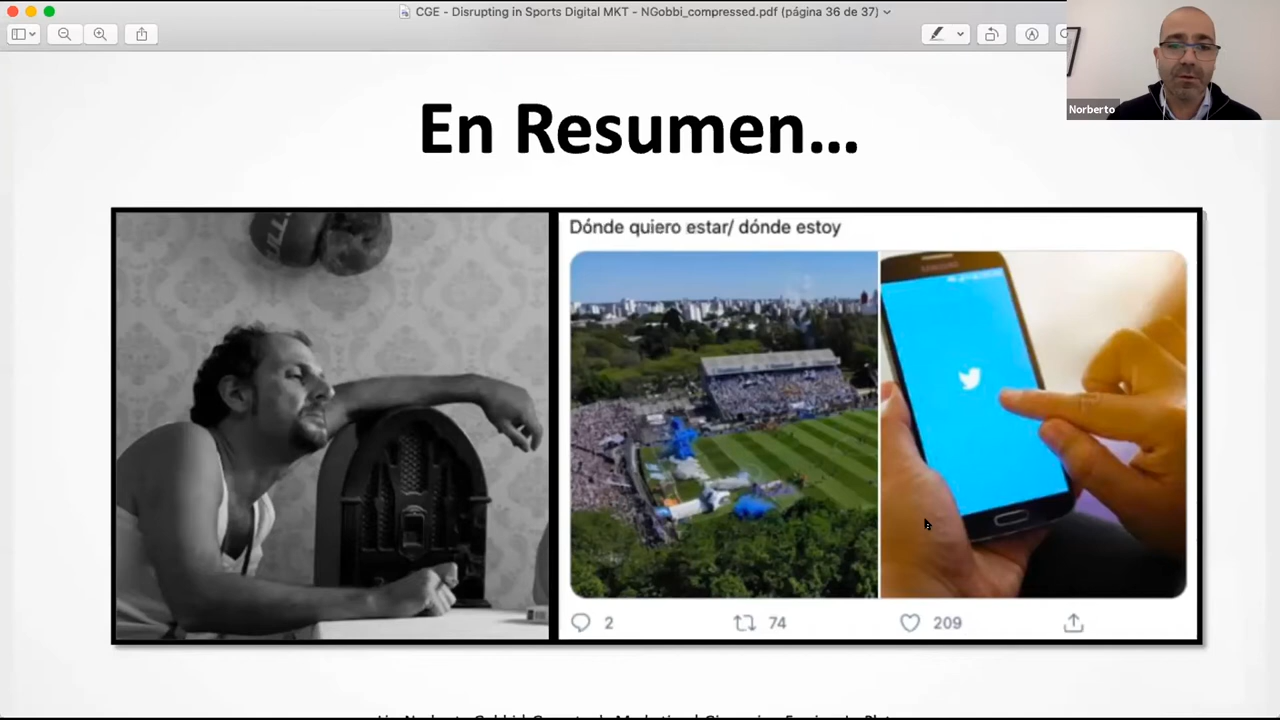 CGE - Disrupting in Sports Digital MKT - NGobbi_compressed.pdf (página 36 de 37)
Norberto
En Resumen...
Dónde quiero estar/ dónde estoy
SAMSUNG
2
74
209